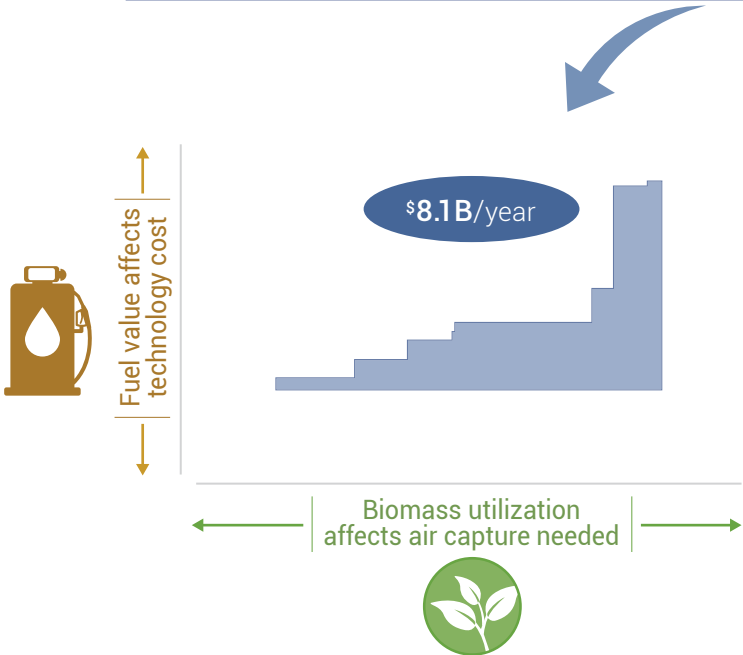 $8.1B/year
Fuel value affects
technology cost
Biomass utilization
affects air capture needed